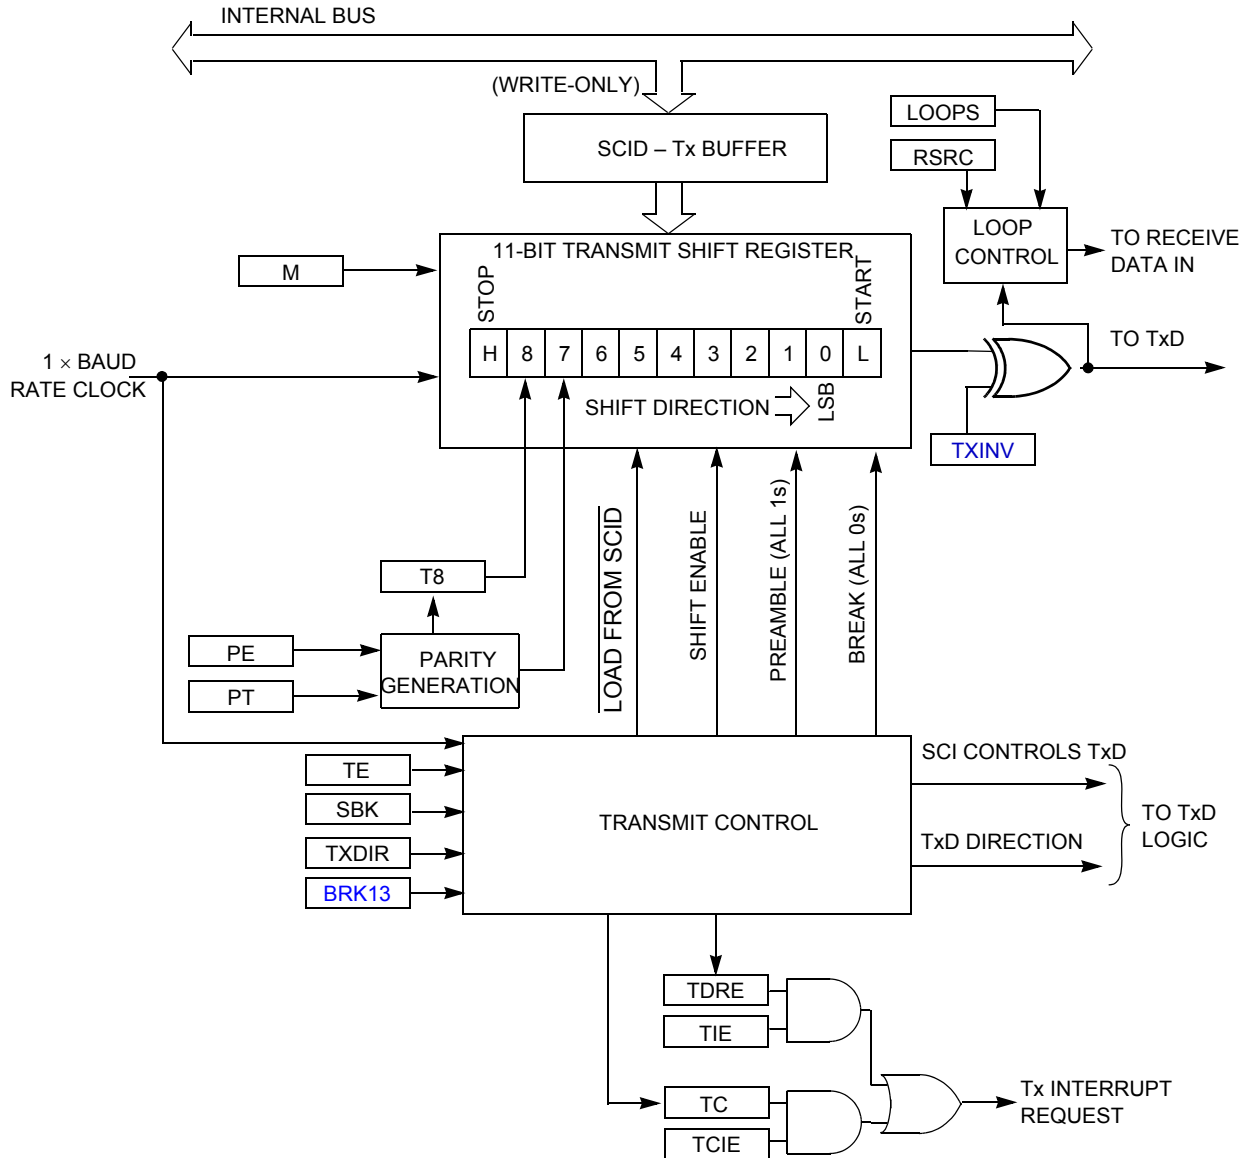 INTERNAL BUS
(WRITE-ONLY)
SCID – Tx BUFFER
LOOPS
RSRC
LOOP
CONTROL
TO RECEIVE
DATA IN
11-BIT TRANSMIT SHIFT REGISTER
M
STOP
START
H 8 7 6 5 4 3 2 1 0 L
1 × BAUD
RATE CLOCK
TO TxD
SHIFT DIRECTION
LSB
TXINV
LOAD FROM SCID
SHIFT ENABLE
PREAMBLE (ALL 1s)
BREAK (ALL 0s)
T8
PE
PT
PARITY
GENERATION
TE
SBK
TXDIR
BRK13
TRANSMIT CONTROL
SCI CONTROLS TxD
TxD DIRECTION
TO TxD
LOGIC
TDRE
TIE
TC
TCIE
Tx INTERRUPT
REQUEST